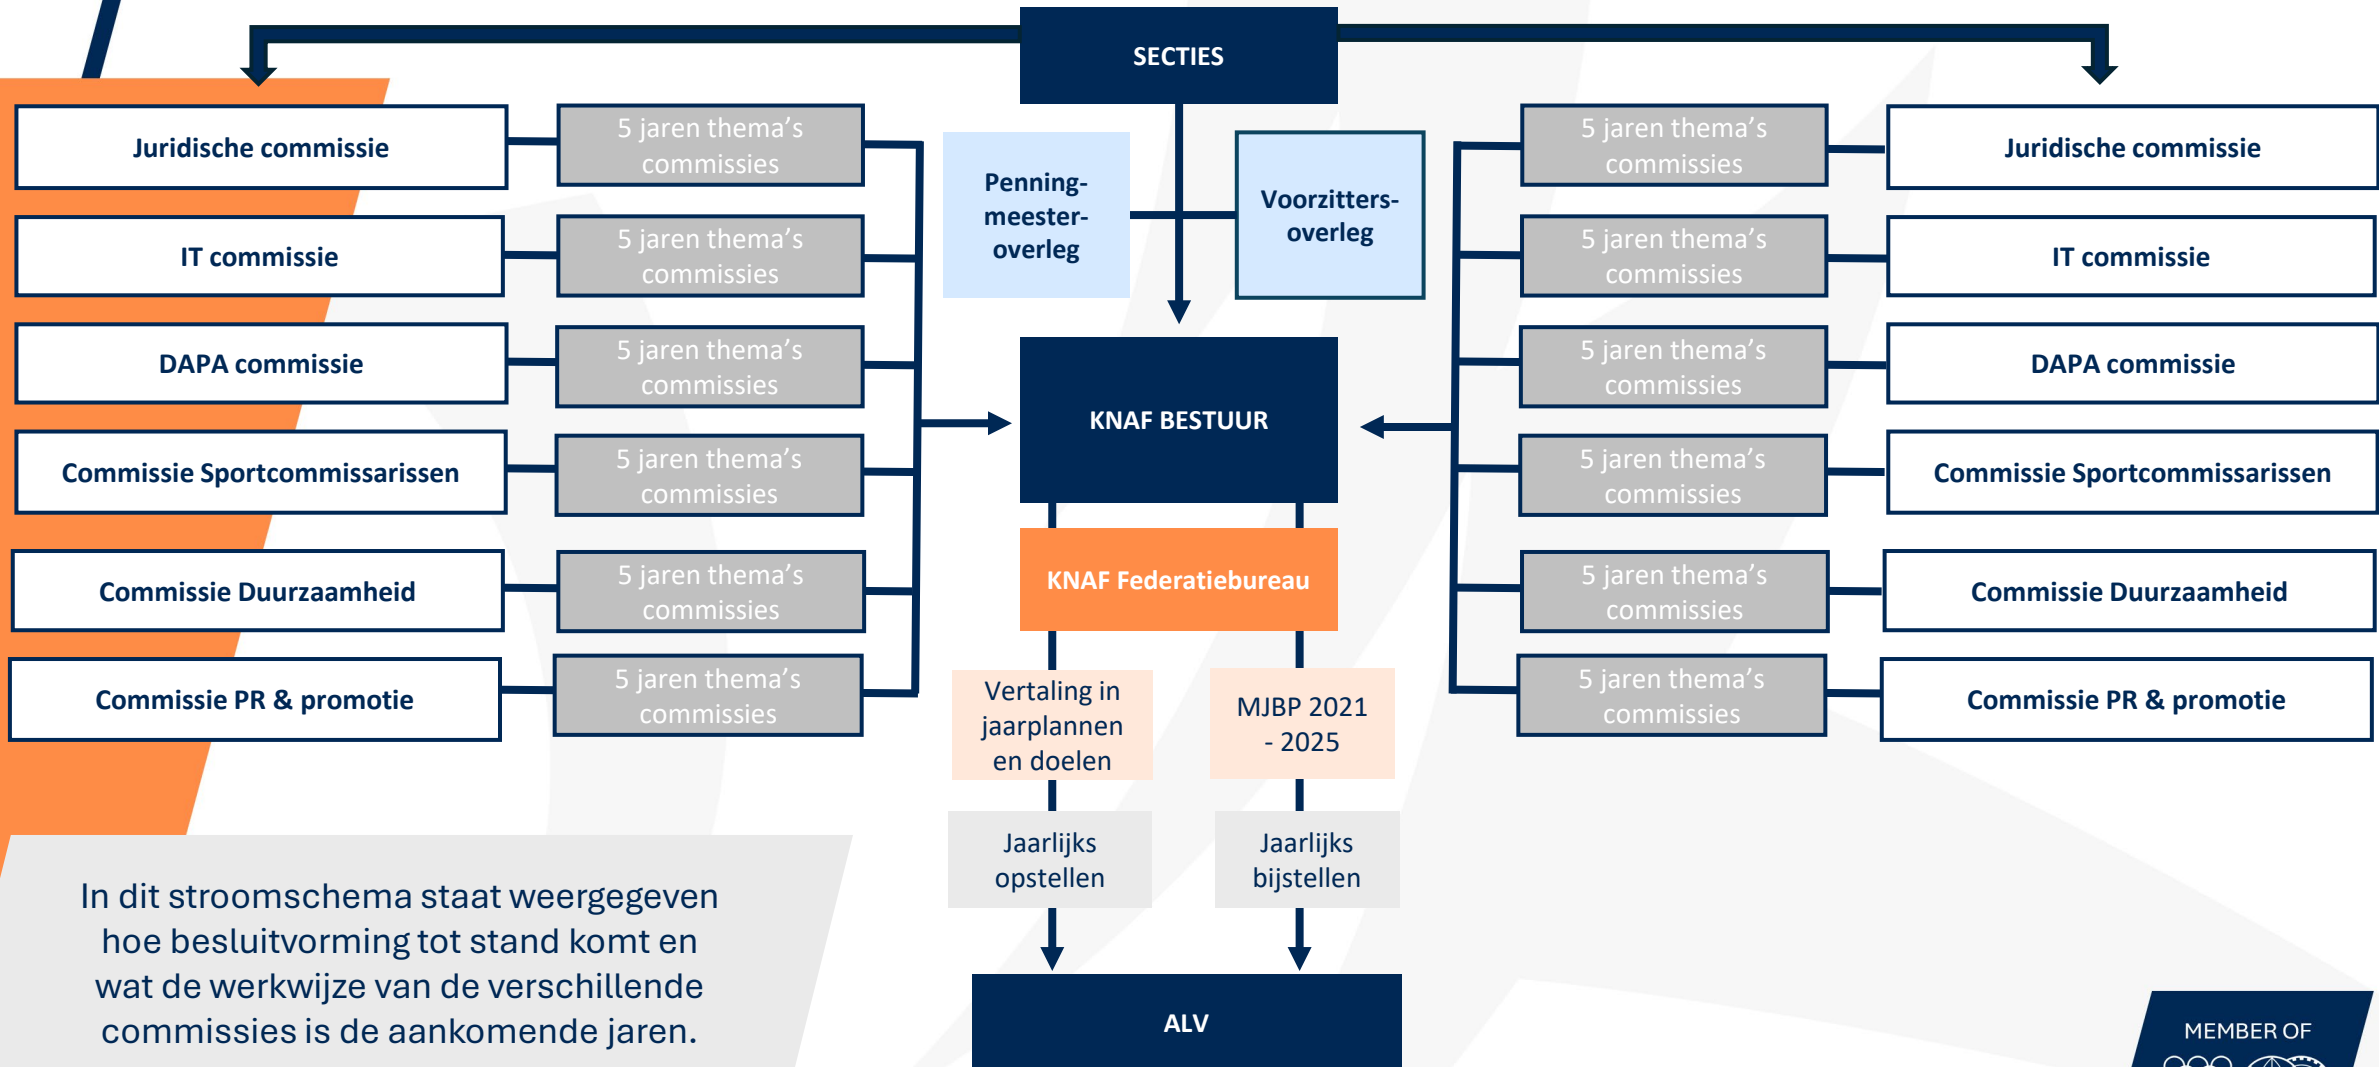 SECTIES
Juridische commissie
5 jaren thema's
commissies
IT commissie
5 jaren thema's
commissies
DAPA commissie
5 jaren thema's
commissies
Commissie Sportcommissarissen
5 jaren thema's
commissies
Commissie Duurzaamheid
5 jaren thema's
commissies
Commissie PR & promotie
5 jaren thema's
commissies
Penning-
meester-
overleg
Voorzitters-
overleg
KNAF BESTUUR
KNAF Federatiebureau
Vertaling in
jaarplannen
en doelen
MJBP 2021
- 2025
Jaarlijks
opstellen
Jaarlijks
bijstellen
ALV
5 jaren thema's
commissies
Juridische commissie
5 jaren thema's
commissies
IT commissie
5 jaren thema's
commissies
DAPA commissie
5 jaren thema's
commissies
Commissie Sportcommissarissen
5 jaren thema's
commissies
Commissie Duurzaamheid
5 jaren thema's
commissies
Commissie PR & promotie
In dit stroomschema staat weergegeven
hoe besluitvorming tot stand komt en
wat de werkwijze van de verschillende
commissies is de aankomende jaren.
MEMBER OF